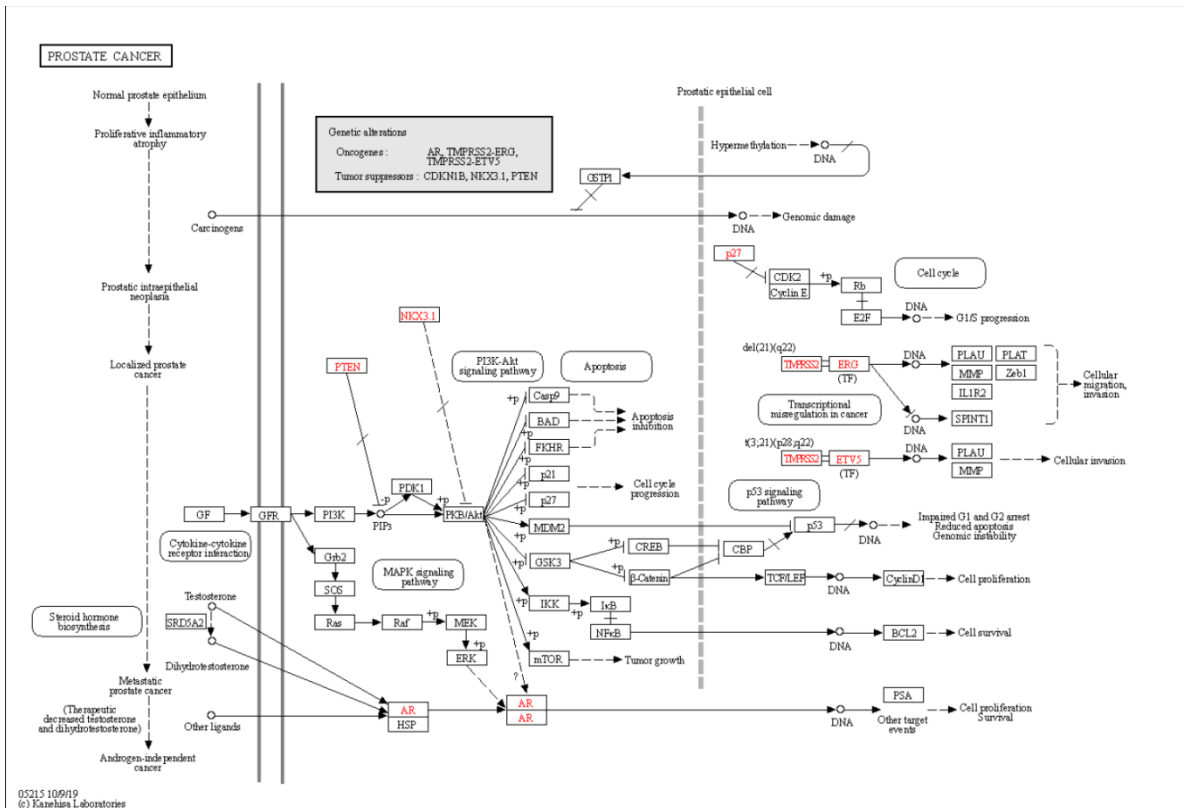 PROSTATE CANCER
Normal prostate epithelium
Proliferative inflammatory
atrophy
Prostatic intraepithelial
neoplasia
Localized prostate
cancer
Metastatic
prostate cancer
(Therapeutic
decreased testosterone
and dihydrotestosterone)
Androgen-independent
cancer
Genetic alterations
Oncogenes : AR, TMPRSS2-ERG,
TMPRSS2-ETV5
Tumor suppressors : CDKN1B, NKX3.1, PTEN
Prostatic epithelial cell
Hypermethylation
DNA
GSTP1
Carcinogens
DNA
Genomic damage
p27
CDK2
Cyclin E
+p
Rb
E2F
Cell cycle
DNA
G1/S progression
NKX3.1
PTEN
PI3K-Akt
signaling pathway
Apoptosis
del(21)(q22)
TMPRSS2
ERG
(TF)
DNA
PLAU
PLAT
MMP
Zeb1
IL1R2
DNA
SPINT1
Cellular
migration,
invasion
Transcriptional
misregulation in cancer
t(3;21)(p28;q22)
TMPRSS2
ETV5
(TF)
DNA
PLAU
MMP
Cellular invasion
+p
Casp9
+p
BAD
+p
FKHR
Apoptosis
inhibition
+p
p21
+p
p27
Cell cycle
progression
GF
GFR
PI3K
-p
PIP3
PDK1
+p
PKB/Akt
MDM2
+p
GSK3
+p
CREB
+p
β-Catenin
CBP
p53 signaling
pathway
p53
DNA
Impaired G1 and G2 arrest
Reduced apoptosis
Genomic instability
TCF/LEF
DNA
CyclinD1
Cell proliferation
Cytokine-cytokine
receptor interaction
Grb2
SOS
Ras
Raf
+p
MEK
+p
ERK
MAPK signaling
pathway
+p
IKK
+p
IκB
NFκB
DNA
BCL2
Cell survival
+p
mTOR
Tumor growth
?
Steroid hormone
biosynthesis
Testosterone
SRD5A2
Dihydrotestosterone
Other ligands
AR
HSP
AR
AR
DNA
PSA
Other target
events
Cell proliferation
Survival
05215 10/9/19
(c) Kanehisa Laboratories